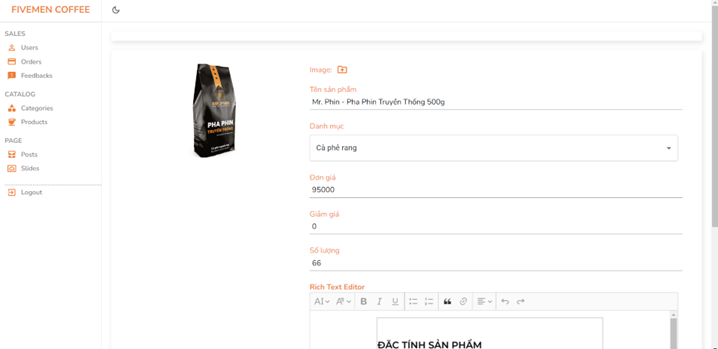 FIVEMEN COFFEE
SALES
Users
Orders
Feedbacks
CATALOG
Categories
Products
PAGE
Posts
Slides
Logout
PHA PHIN
TRUYỀN THỐNG
Image:
Tên sản phẩm
Mr. Phin - Pha Phin Truyền Thống 500g
Danh mục
Cà phê rang
Đơn giá
95000
Giảm giá
0
Số lượng
66
Rich Text Editor
AI A B I U
ĐẶC TÍNH SẢN PHẨM